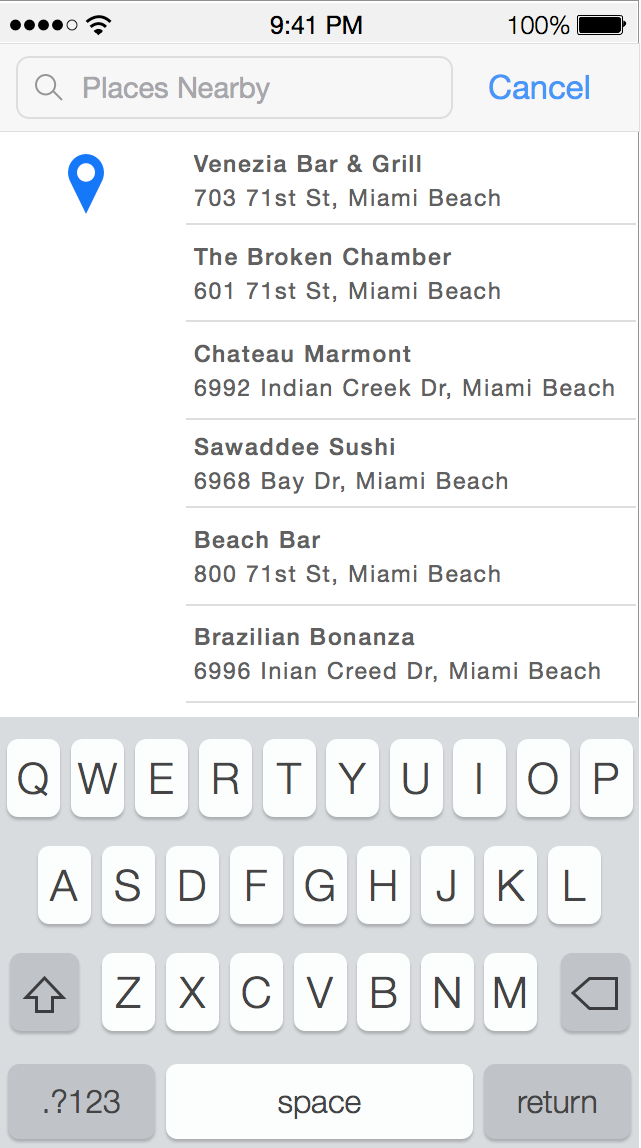 9:41 PM 100%
Places Nearby Cancel
Venezia Bar & Grill
703 71st St, Miami Beach
The Broken Chamber
601 71st St, Miami Beach
Chateau Marmont
6992 Indian Creek Dr, Miami Beach
Sawaddee Sushi
6968 Bay Dr, Miami Beach
Beach Bar
800 71st St, Miami Beach
Brazilian Bonanza
6996 Inian Creed Dr, Miami Beach
Q W E R T Y U I O P
A S D F G H J K L
Z X C V B N M
.?123 space return